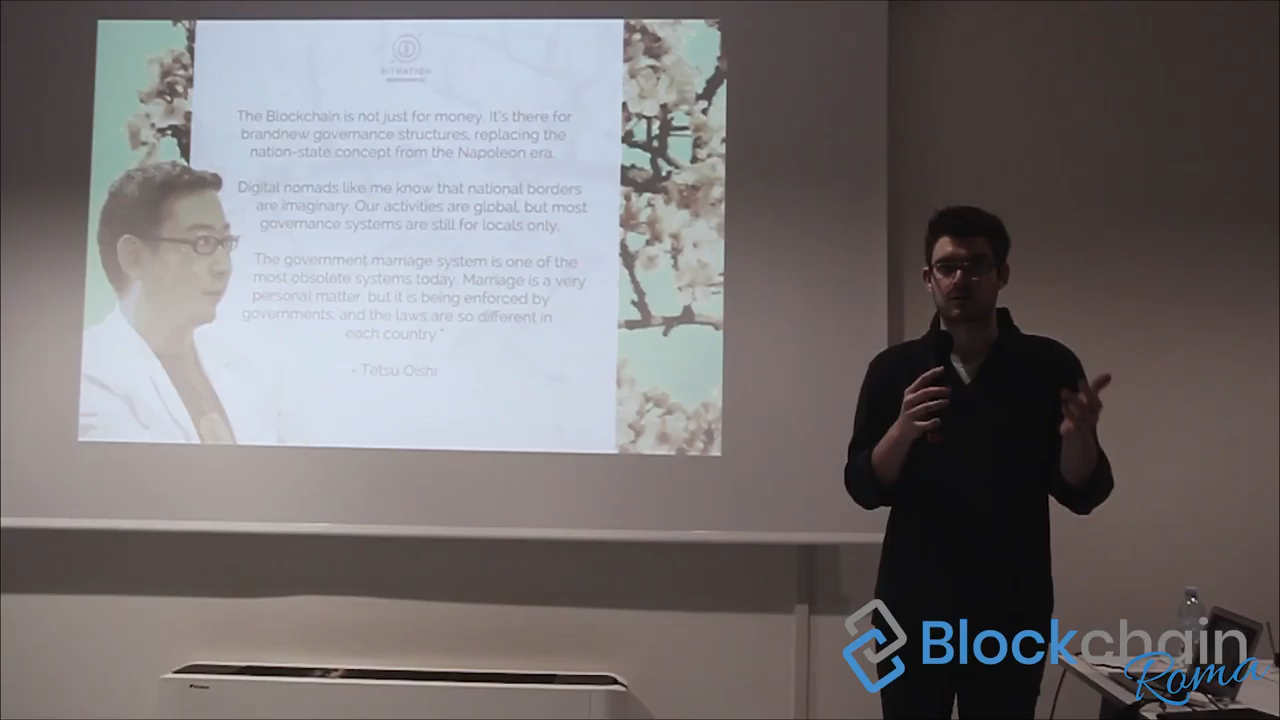 BITNATION
The Blockchain is not just for money. It's there for
brandnew governance structures, replacing the
nation-state concept from the Napoleon era.
Digital nomads like me know that national borders
are imaginary. Our activities are global, but most
governance systems are still for locals only.
The government marriage system is one of the
most obsolete systems today. Marriage is a very
personal matter, but it is being enforced by
governments, and the laws are so different in
each country."
- Tetsu Oishi
Blockchain
Roma